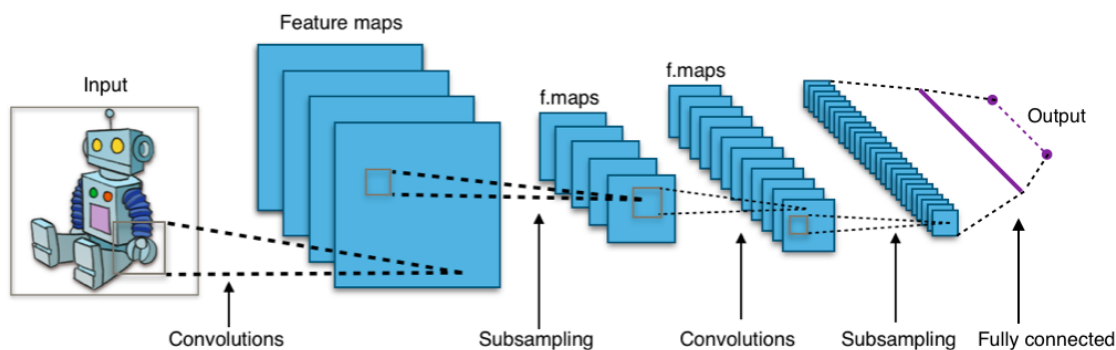 Feature maps
Input
f.maps
f.maps
Output
Convolutions
Subsampling
Convolutions
Subsampling
Fully connected